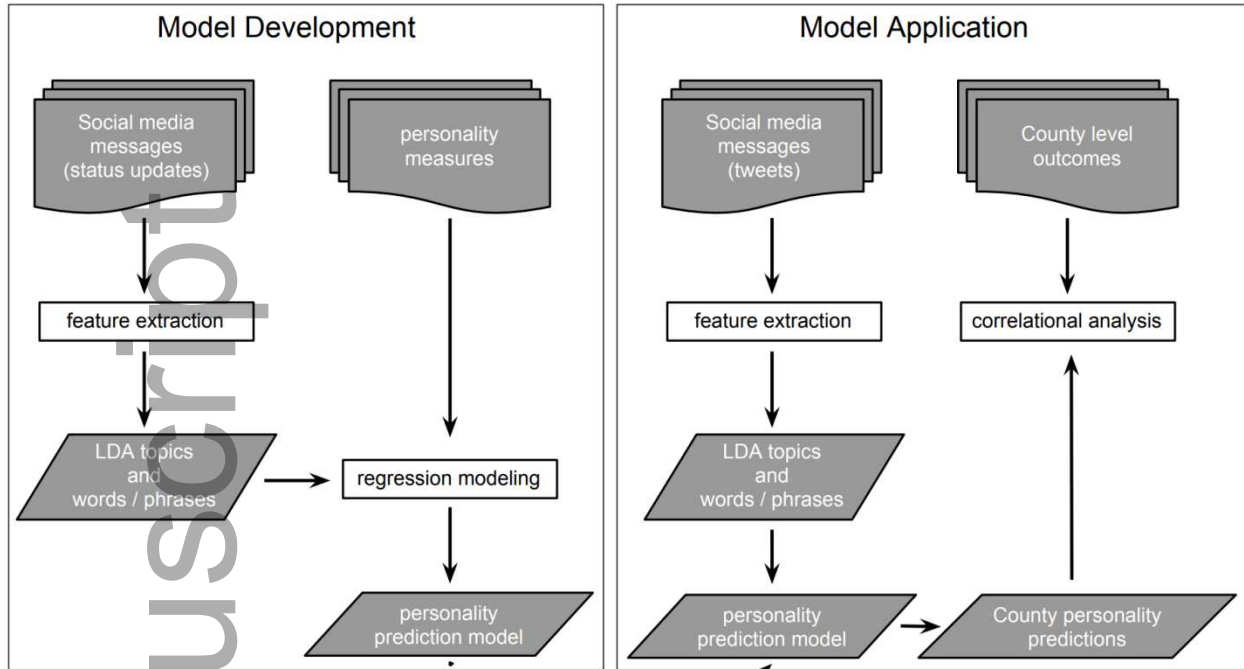 Model Development
Social media
messages
(status updates)
personality
measures
feature extraction
LDA topics
and
words / phrases
regression modeling
personality
prediction model
Model Application
Social media
messages
(tweets)
County level
outcomes
feature extraction
correlational analysis
LDA topics
and
words / phrases
personality
prediction model
County personality
predictions
uscript